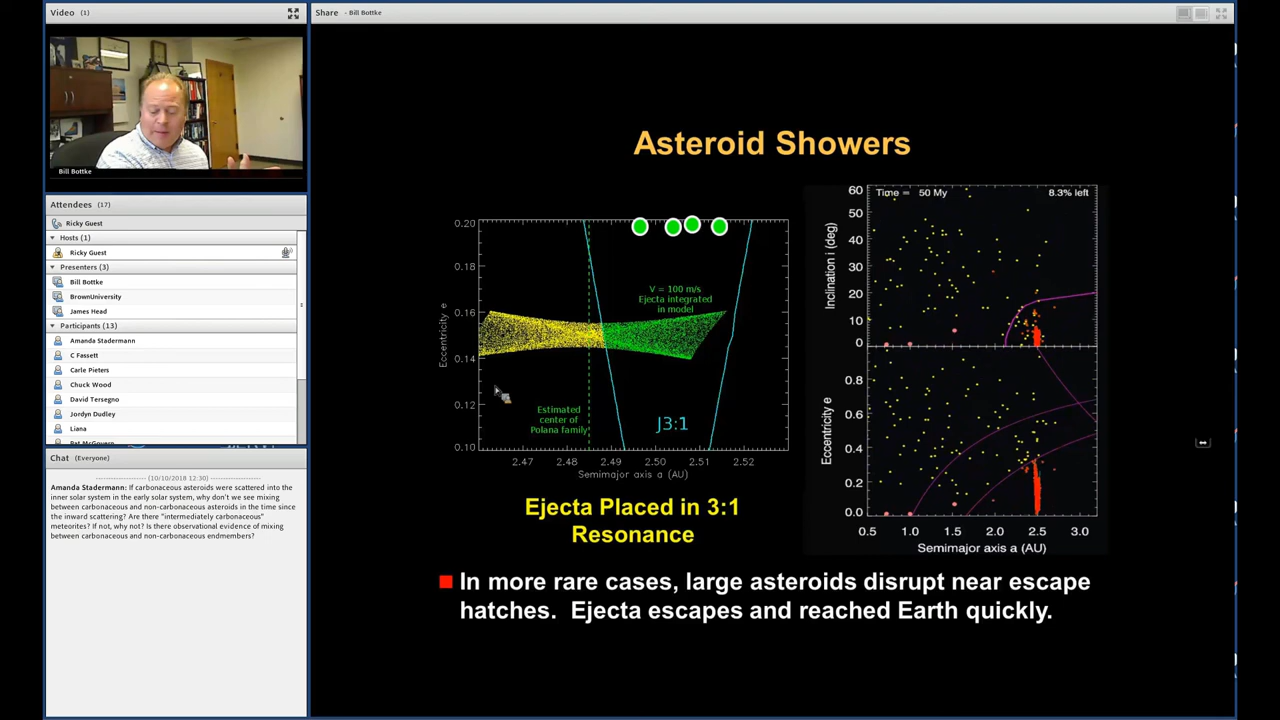 Video (1)
Bill Bottke
Attendees (17)
Ricky Guest
Hosts (1)
Ricky Guest
Presenters (3)
Bill Bottke
BrownUniversity
James Head
Participants (13)
Amanda Stadermann
C Fassett
Carle Pieters
Chuck Wood
David Tersegno
Jordyn Dudley
Liana
Pat McGovern
Chat (Everyone)
(10/10/2018 12:30)
Amanda Stadermann: If carbonaceous asteroids were scattered into the
inner solar system in the early solar system, why don't we see mixing
between carbonaceous and non-carbonaceous asteroids in the time since
the inward scattering? Are there "intermediately carbonaceous"
meteorites? If not, why not? Is there observational evidence of mixing
between carbonaceous and non-carbonaceous endmembers?
Share - Bill Bottke
Asteroid Showers
0.20
0.18
0.16
0.14
0.12
0.10
Eccentricity e
V = 100 m/s
Ejecta integrated
in model
Estimated
center of
Polana family
J3:1
2.47 2.48 2.49 2.50 2.51 2.52
Semimajor axis a (AU)
Ejecta Placed in 3:1
Resonance
Time = 50 My 8.3% left
60
50
40
30
20
10
0
Inclination i (deg)
0.8
0.6
0.4
0.2
0.0
Eccentricity e
0.5 1.0 1.5 2.0 2.5 3.0
Semimajor axis a (AU)
In more rare cases, large asteroids disrupt near escape
hatches. Ejecta escapes and reached Earth quickly.